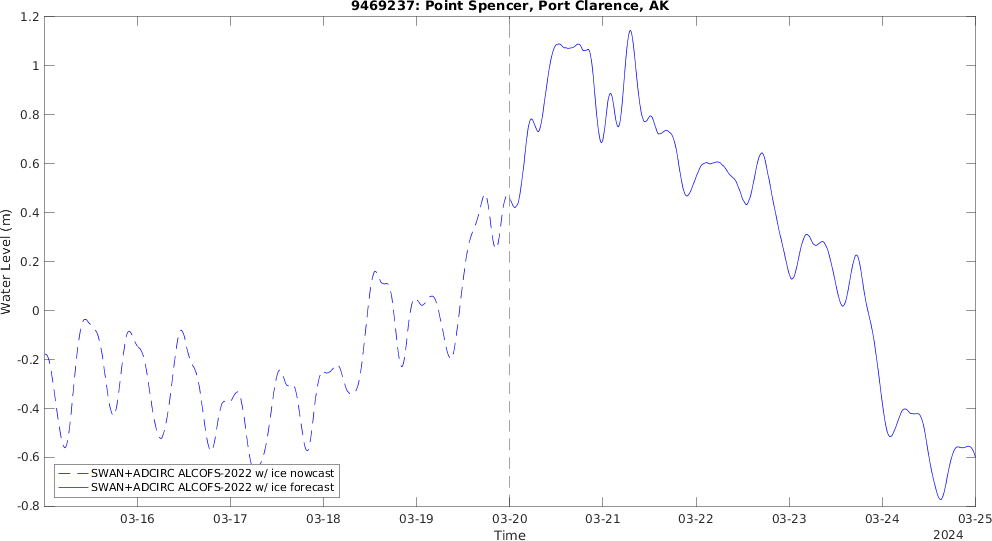 9469237: Point Spencer, Port Clarence, AK
1.2
1
0.8
0.6
0.4
0.2
0
-0.2
-0.4
-0.6
-0.8
Water Level (m)
SWAN+ADCIRC ALCOFS-2022 w/ ice nowcast
SWAN+ADCIRC ALCOFS-2022 w/ ice forecast
03-16 03-17 03-18 03-19 03-20 03-21 03-22 03-23 03-24 03-25
Time
2024